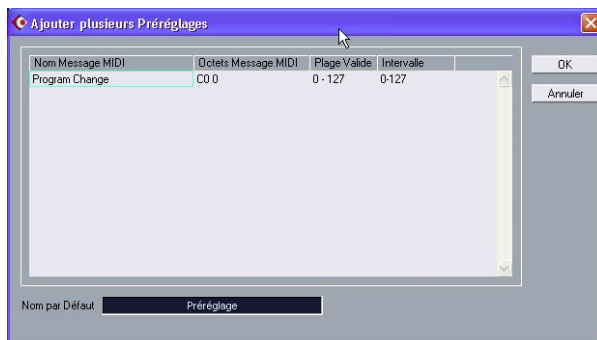 Ajouter plusieurs Préréglages
Nom Message MIDI Octets Message MIDI Plage Valide Intervalle
Program Change C0 0 0 - 127 0-127
OK
Annuler
Nom par Défaut Préréglage